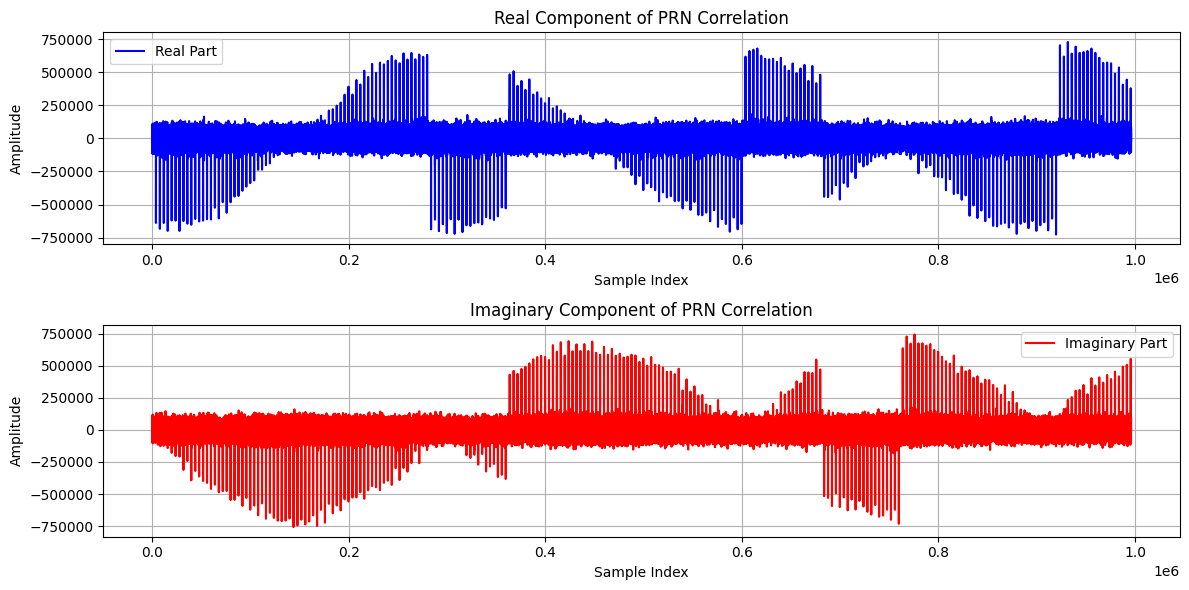 Real Component of PRN Correlation
750000
500000
250000
0
−250000
−500000
−750000
Amplitude
Real Part
0.0
0.2
0.4
0.6
0.8
1.0
1e6
Sample Index
Imaginary Component of PRN Correlation
750000
500000
250000
0
−250000
−500000
−750000
Amplitude
Imaginary Part
0.0
0.2
0.4
0.6
0.8
1.0
1e6
Sample Index